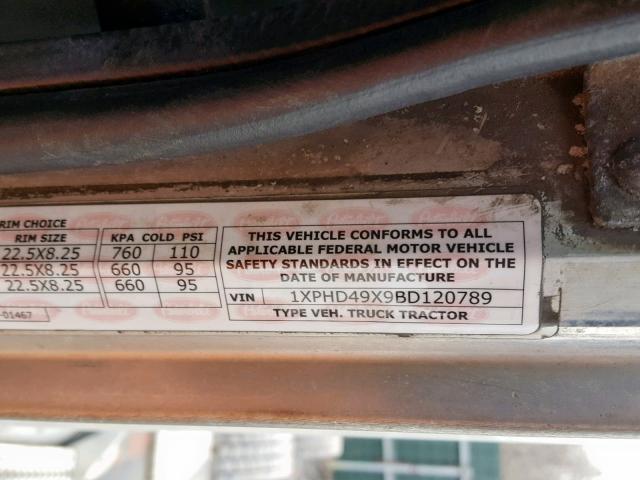 RIM CHOICE
RIM SIZE KPA COLD PSI
22.5X8.25 760 110
22.5X8.25 660 95
22.5X8.25 660 95
-01467
THIS VEHICLE CONFORMS TO ALL
APPLICABLE FEDERAL MOTOR VEHICLE
SAFETY STANDARDS IN EFFECT ON THE
DATE OF MANUFACTURE
VIN 1XPHD49X9BD120789
TYPE VEH. TRUCK TRACTOR